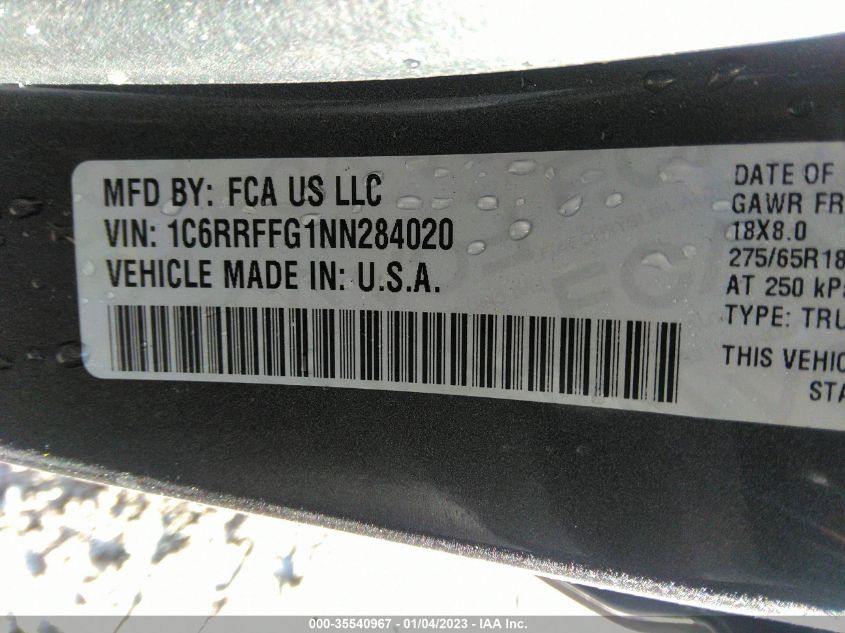 MFD BY: FCA US LLC
VIN: 1C6RRFFG1NN284020
VEHICLE MADE IN: U.S.A.
DATE OF
GAWR FR
18X8.0
275/65R18
AT 250 kPa
TYPE: TRU
THIS VEHIC
STA
000-35540967 - 01/04/2023 - IAA Inc.